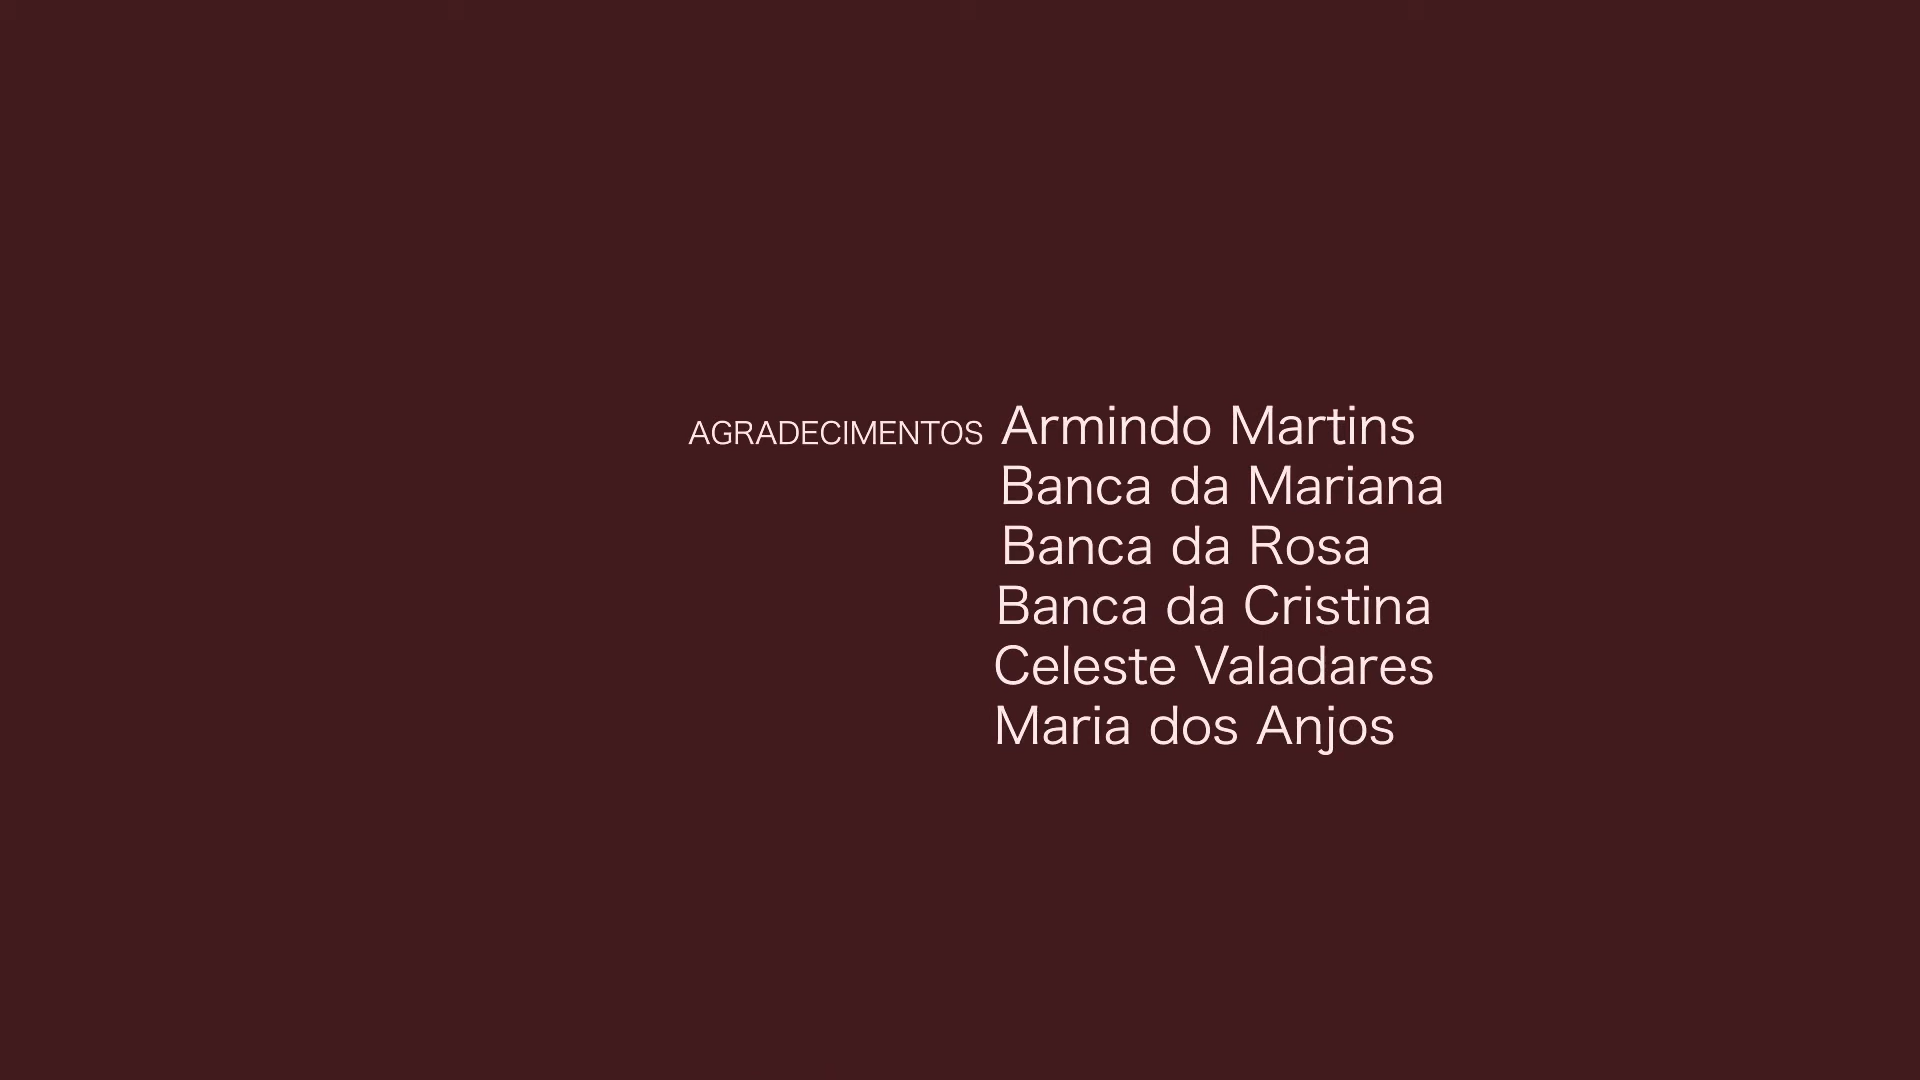 AGRADECIMENTOS Armindo Martins
Banca da Mariana
Banca da Rosa
Banca da Cristina
Celeste Valadares
Maria dos Anjos